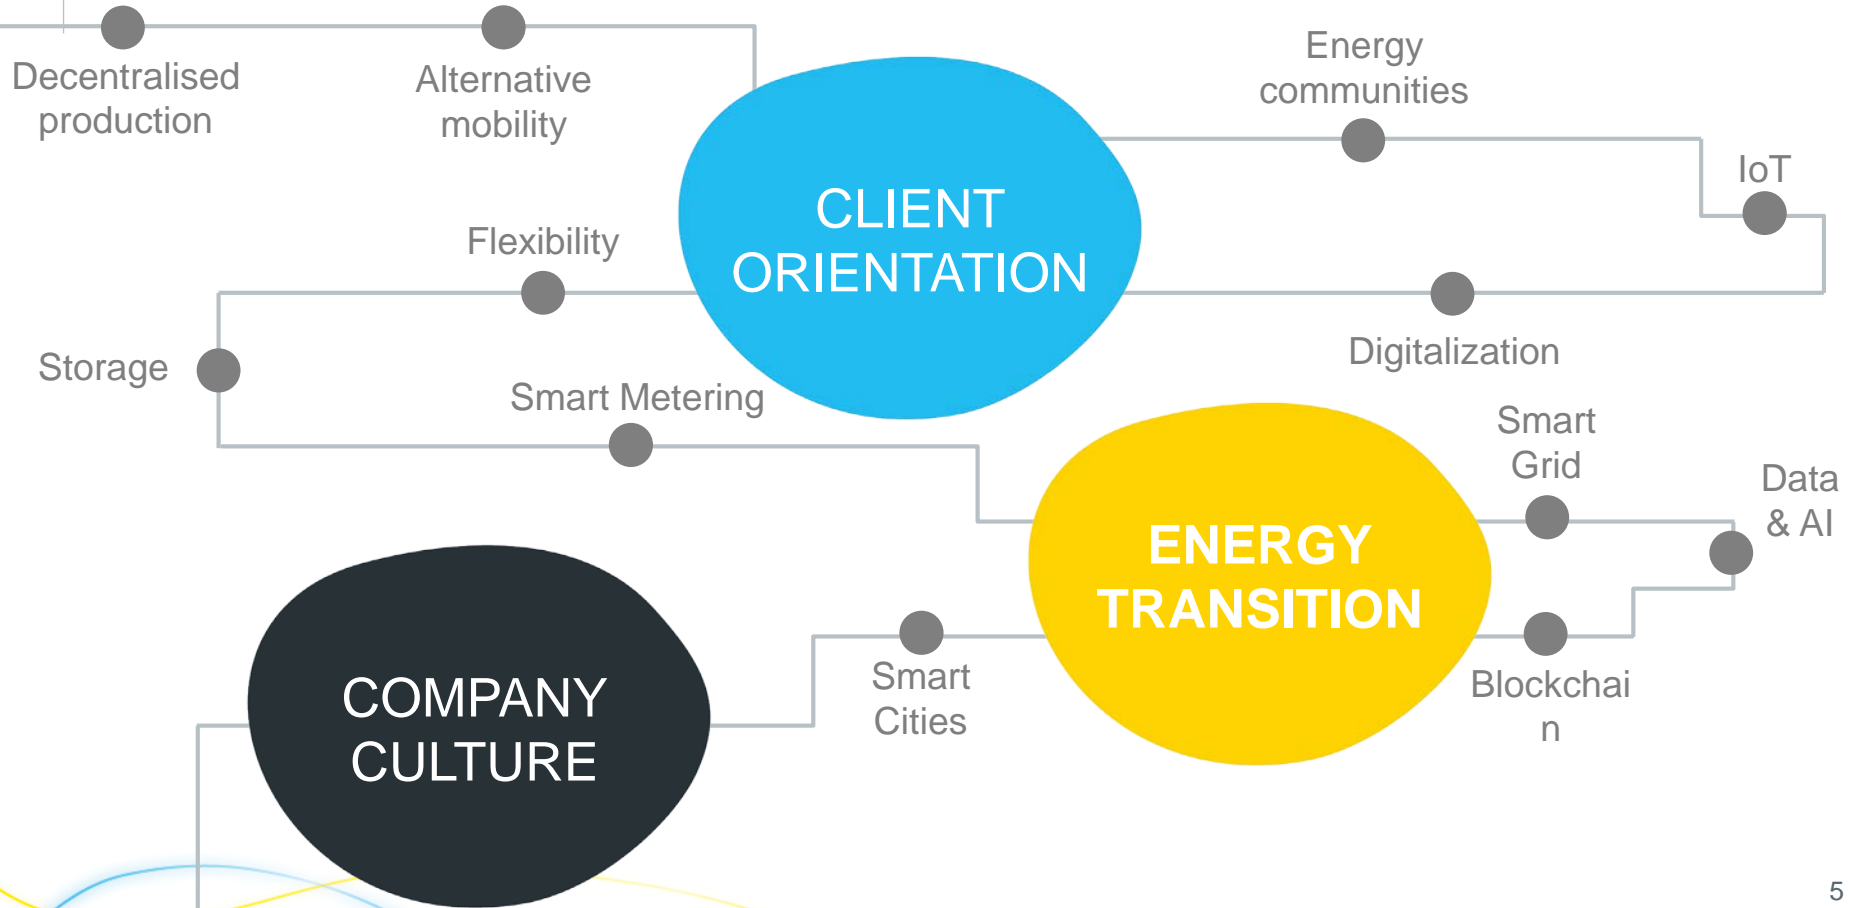 Decentralised
production
Alternative
mobility
Energy
communities
IoT
CLIENT
ORIENTATION
Flexibility
Digitalization
Storage
Smart Metering
Smart
Grid
Data
& AI
ENERGY
TRANSITION
Smart
Cities
Blockchai
n
COMPANY
CULTURE
5